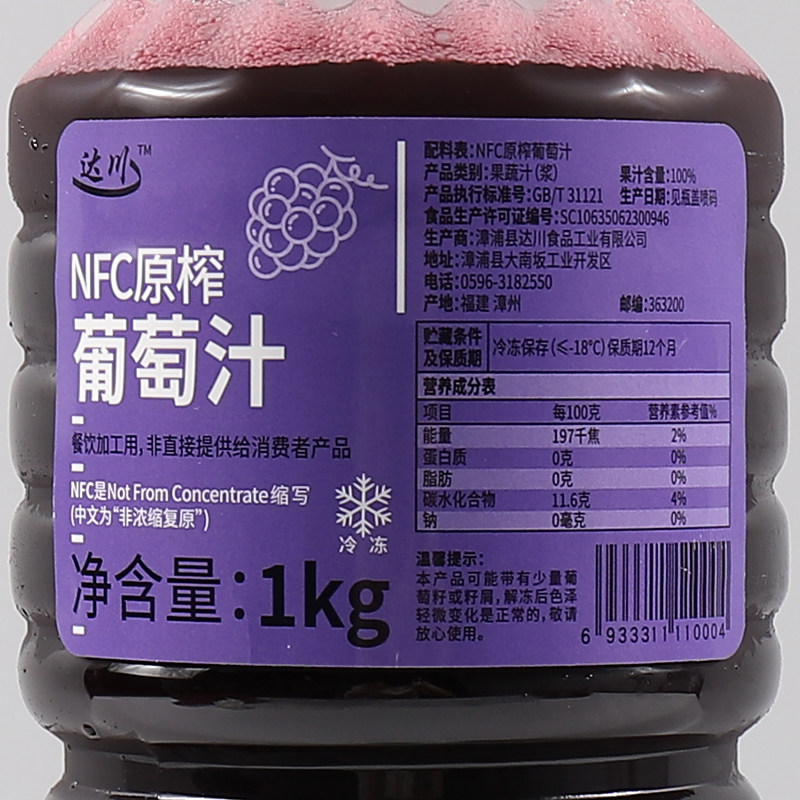 达川™
NFC原榨
葡萄汁
餐饮加工用,非直接提供给消费者产品
NFC是Not From Concentrate缩写
(中文为“非浓缩复原”)
冷冻
净含量:1kg
配料表:NFC原榨葡萄汁
产品类别:果蔬汁(浆) 果汁含量:100%
产品执行标准号:GB/T 31121 生产日期:见瓶盖喷码
食品生产许可证编号:SC10635062300946
生产商:漳浦县达川食品工业有限公司
地址:漳浦县大南坂工业开发区
电话:0596-3182550
产地:福建 漳州 邮编:363200
贮藏条件
及保质期 冷冻保存(≤-18℃)保质期12个月
营养成分表
项目 每100克 营养素参考值%
能量 197千焦 2%
蛋白质 0克 0%
脂肪 0克 0%
碳水化合物 11.6克 4%
钠 0毫克 0%
温馨提示:
本产品可能带有少量葡
萄籽或籽屑,解冻后色泽
轻微变化是正常的,敬请
放心使用。
6 933311 110004